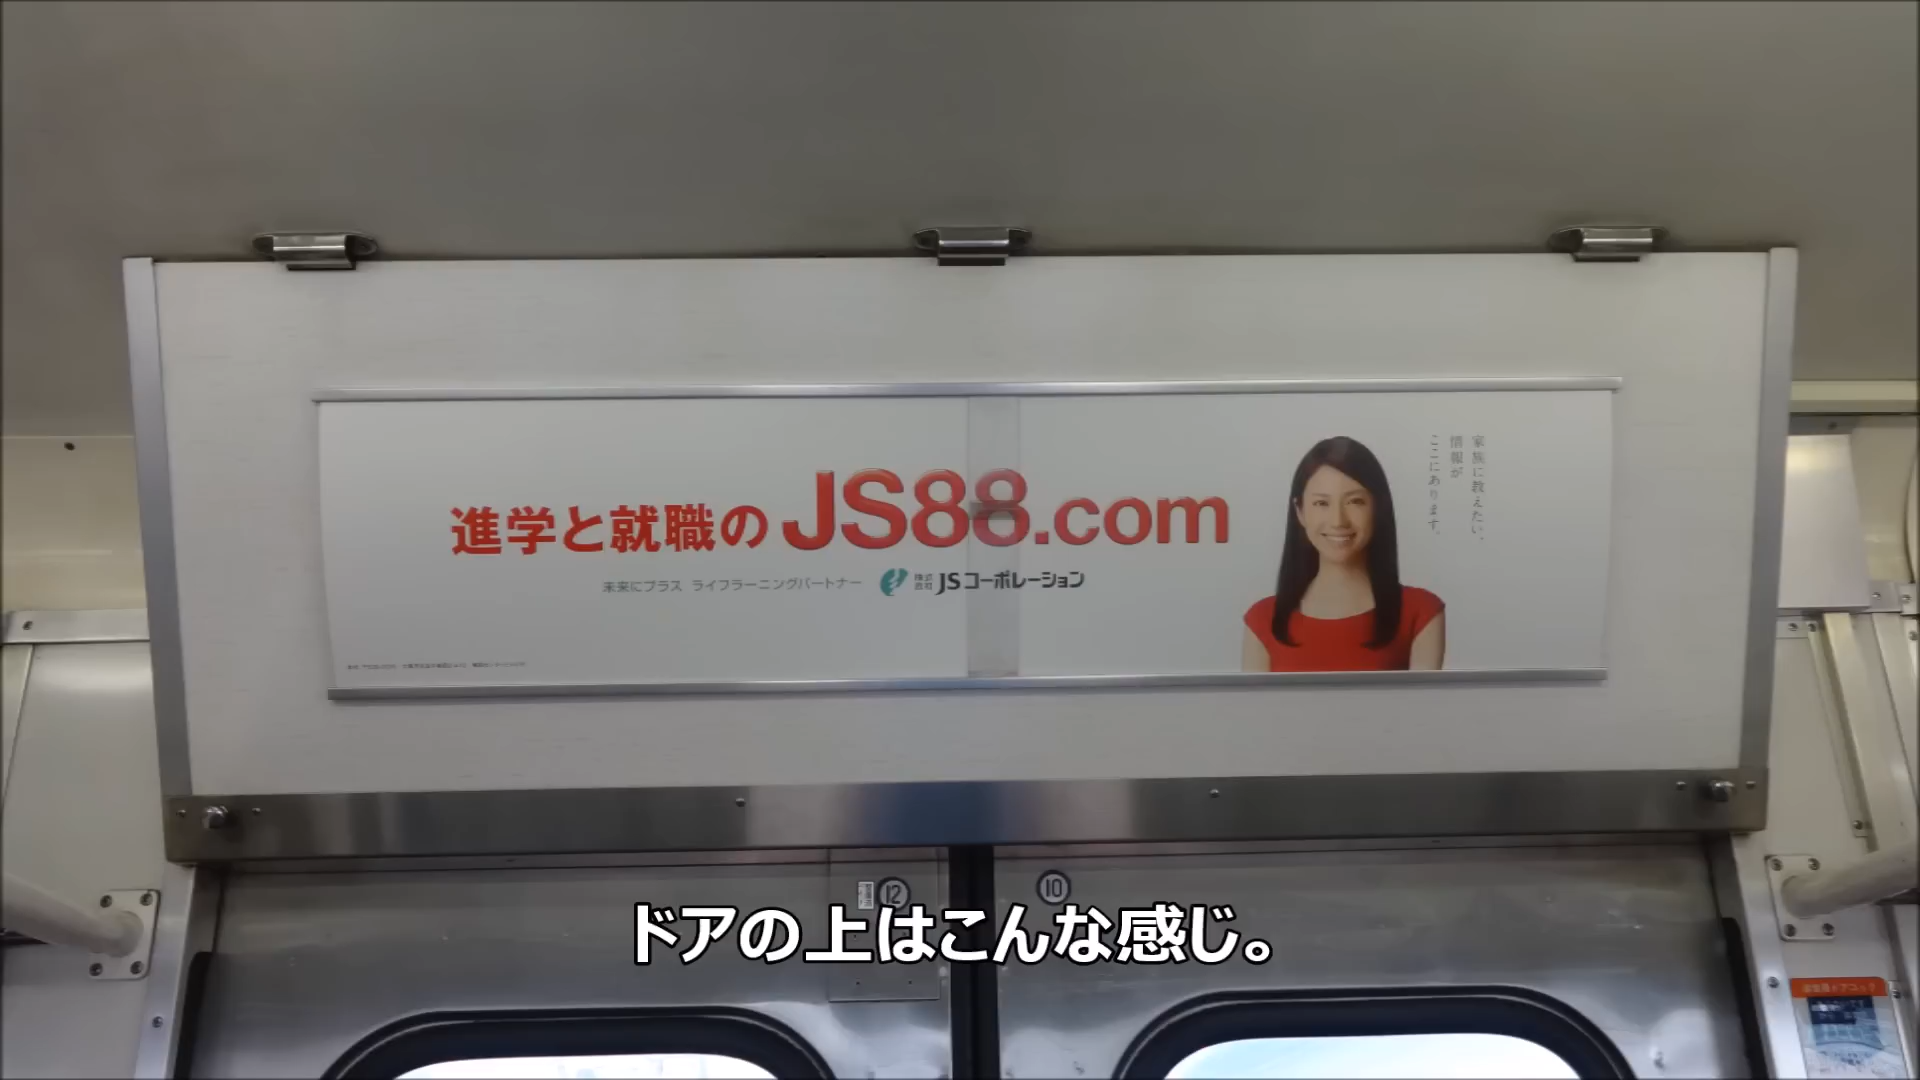 進学と就職のJS88.com
未来にプラス ライフラーニングパートナー 株式会社 JSコーポレーション
家族に教えたい、
情報が
ここにあります。
12
10
ドアの上はこんな感じ。